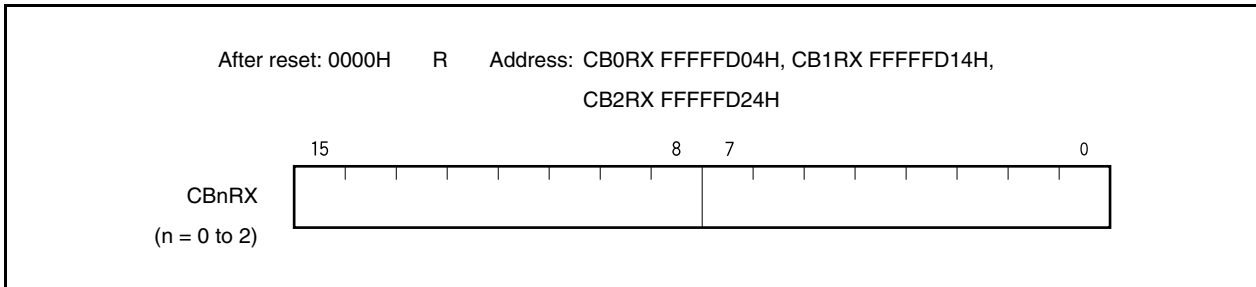 After reset: 0000H R Address: CB0RX FFFFFD04H, CB1RX FFFFFD14H,
CB2RX FFFFFD24H
15 8 7 0
CBnRX
(n = 0 to 2)